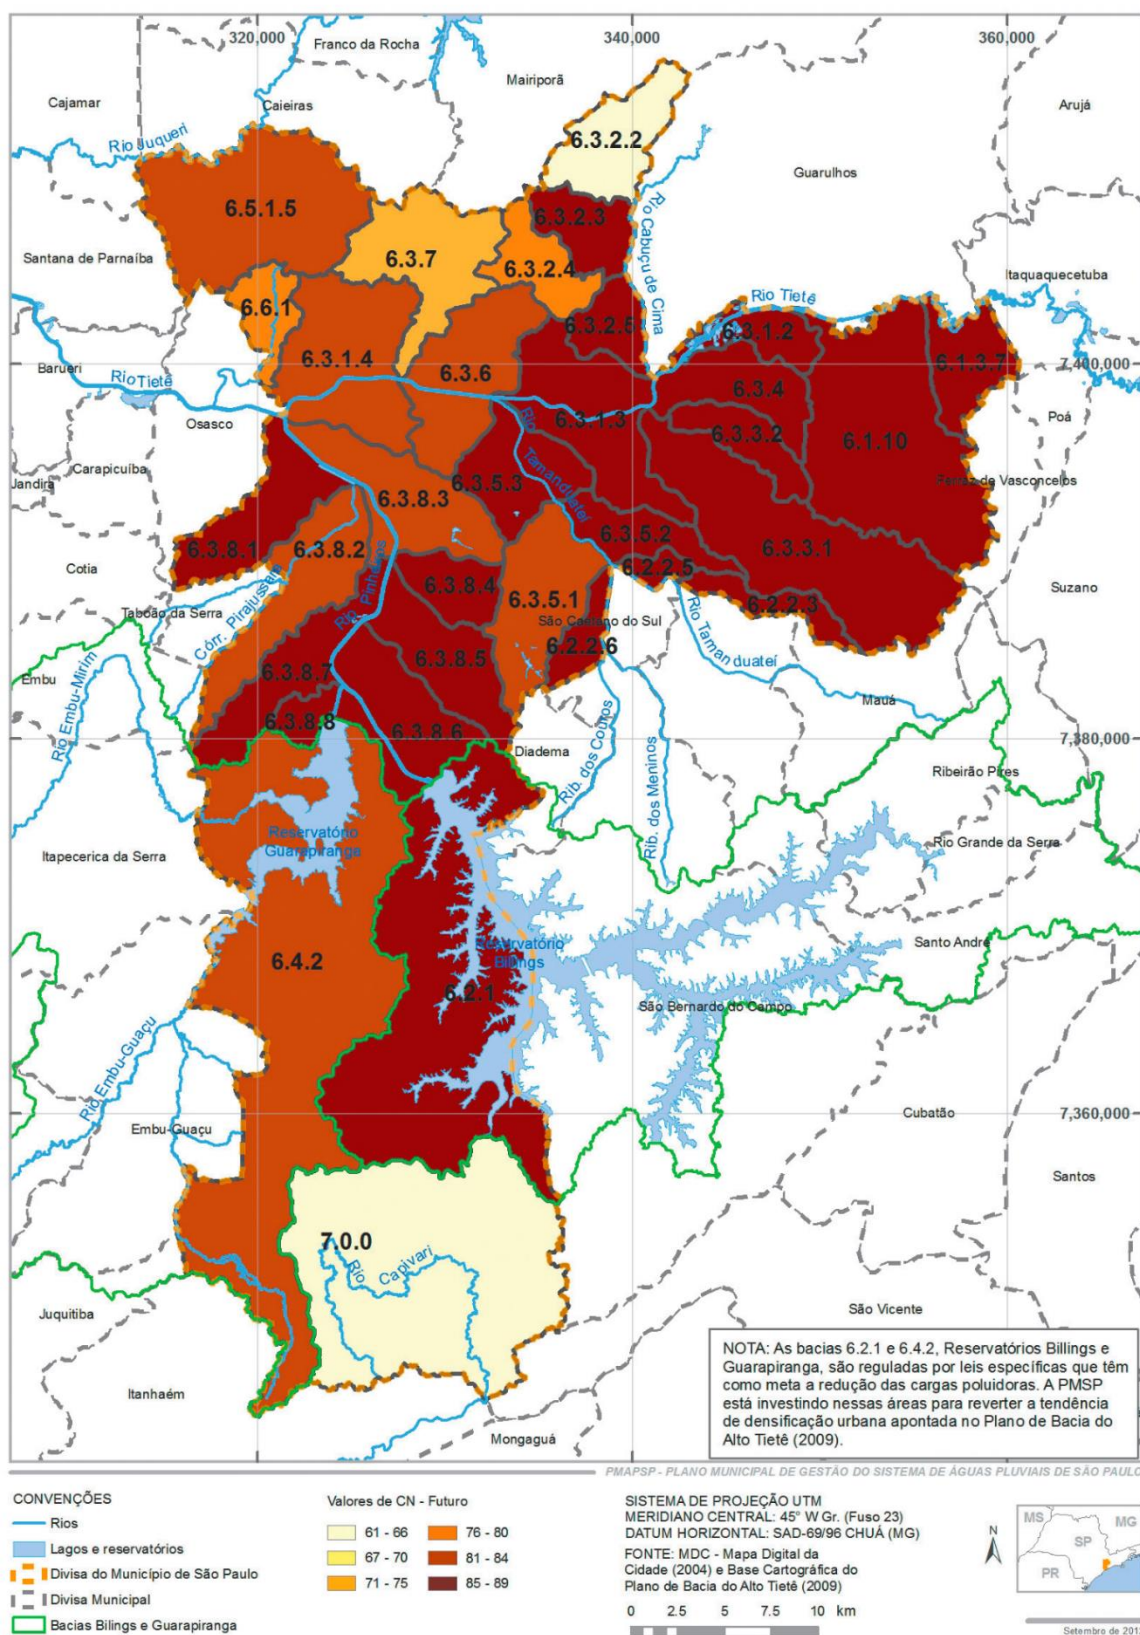 320,000
340,000
360,000
Franco da Rocha
Mairiporã
Cajamar
Caieiras
Arujá
Rio Juqueri
6.3.2.2
Guarulhos
6.5.1.5
6.3.2.3
Rio Cabuçu de Cima
Santana de Parnaíba
6.3.7
6.3.2.4
Itaquaquecetuba
6.6.1
Rio Tietê
6.3.2.5
6.3.1.2
6.3.1.4
6.3.6
6.1.3.7
7,400,000
Barueri
Rio Tietê
6.3.4
Osasco
6.3.1.3
6.3.3.2
6.1.10
Poá
Rio Tamanduateí
Carapicuíba
Jandira
6.3.5.3
Ferraz de Vasconcelos
6.3.8.3
6.3.8.1
6.3.8.2
6.3.5.2
6.3.3.1
Cotia
6.2.2.5
Suzano
Taboão da Serra
Rio Pinheiros
6.3.8.4
6.3.5.1
6.2.2.3
São Caetano do Sul
Córr. Pirajussara
Rio Tamanduateí
6.2.2.6
Embu
Rio Embu-Mirim
6.3.8.7
6.3.8.5
Mauá
6.3.8.8
6.3.8.6
Diadema
7,380,000
Rib. dos Couros
Rib. dos Meninos
Ribeirão Pires
Reservatório
Guarapiranga
Rio Grande da Serra
Itapecerica da Serra
6.4.2
Reservatório
Billings
Santo André
6.2.1
São Bernardo do Campo
Rio Embu-Guaçu
Embu-Guaçu
Cubatão
7,360,000
Santos
7.0.0
Rio Capivari
Juquitiba
São Vicente
Itanhaém
Mongaguá
NOTA: As bacias 6.2.1 e 6.4.2, Reservatórios Billings e
Guarapiranga, são reguladas por leis específicas que têm
como meta a redução das cargas poluidoras. A PMSP
está investindo nessas áreas para reverter a tendência
de densificação urbana apontada no Plano de Bacia do
Alto Tietê (2009).
PMAPSP - PLANO MUNICIPAL DE GESTÃO DO SISTEMA DE ÁGUAS PLUVIAIS DE SÃO PAULO
CONVENÇÕES
Rios
Lagos e reservatórios
Divisa do Município de São Paulo
Divisa Municipal
Bacias Bilings e Guarapiranga
Valores de CN - Futuro
61 - 66
67 - 70
71 - 75
76 - 80
81 - 84
85 - 89
SISTEMA DE PROJEÇÃO UTM
MERIDIANO CENTRAL: 45° W Gr. (Fuso 23)
DATUM HORIZONTAL: SAD-69/96 CHUÁ (MG)
FONTE: MDC - Mapa Digital da
Cidade (2004) e Base Cartográfica do
Plano de Bacia do Alto Tietê (2009)
0 2.5 5 7.5 10 km
N
MS
MG
SP
PR